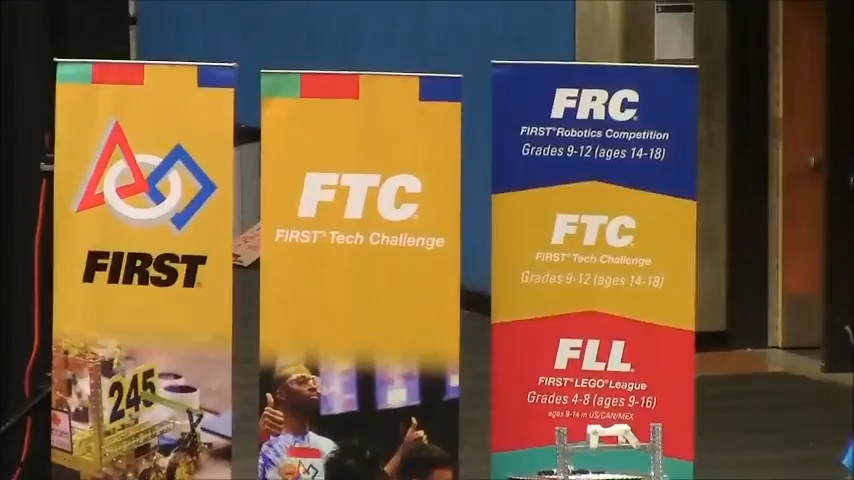 FIRST®
245
FTC®
FIRST® Tech Challenge
FRC®
FIRST® Robotics Competition
Grades 9-12 (ages 14-18)
FTC®
FIRST® Tech Challenge
Grades 9-12 (ages 14-18)
FLL®
FIRST® LEGO® League
Grades 4-8 (ages 9-16)
ages 9-14 in US/CAN/MEX